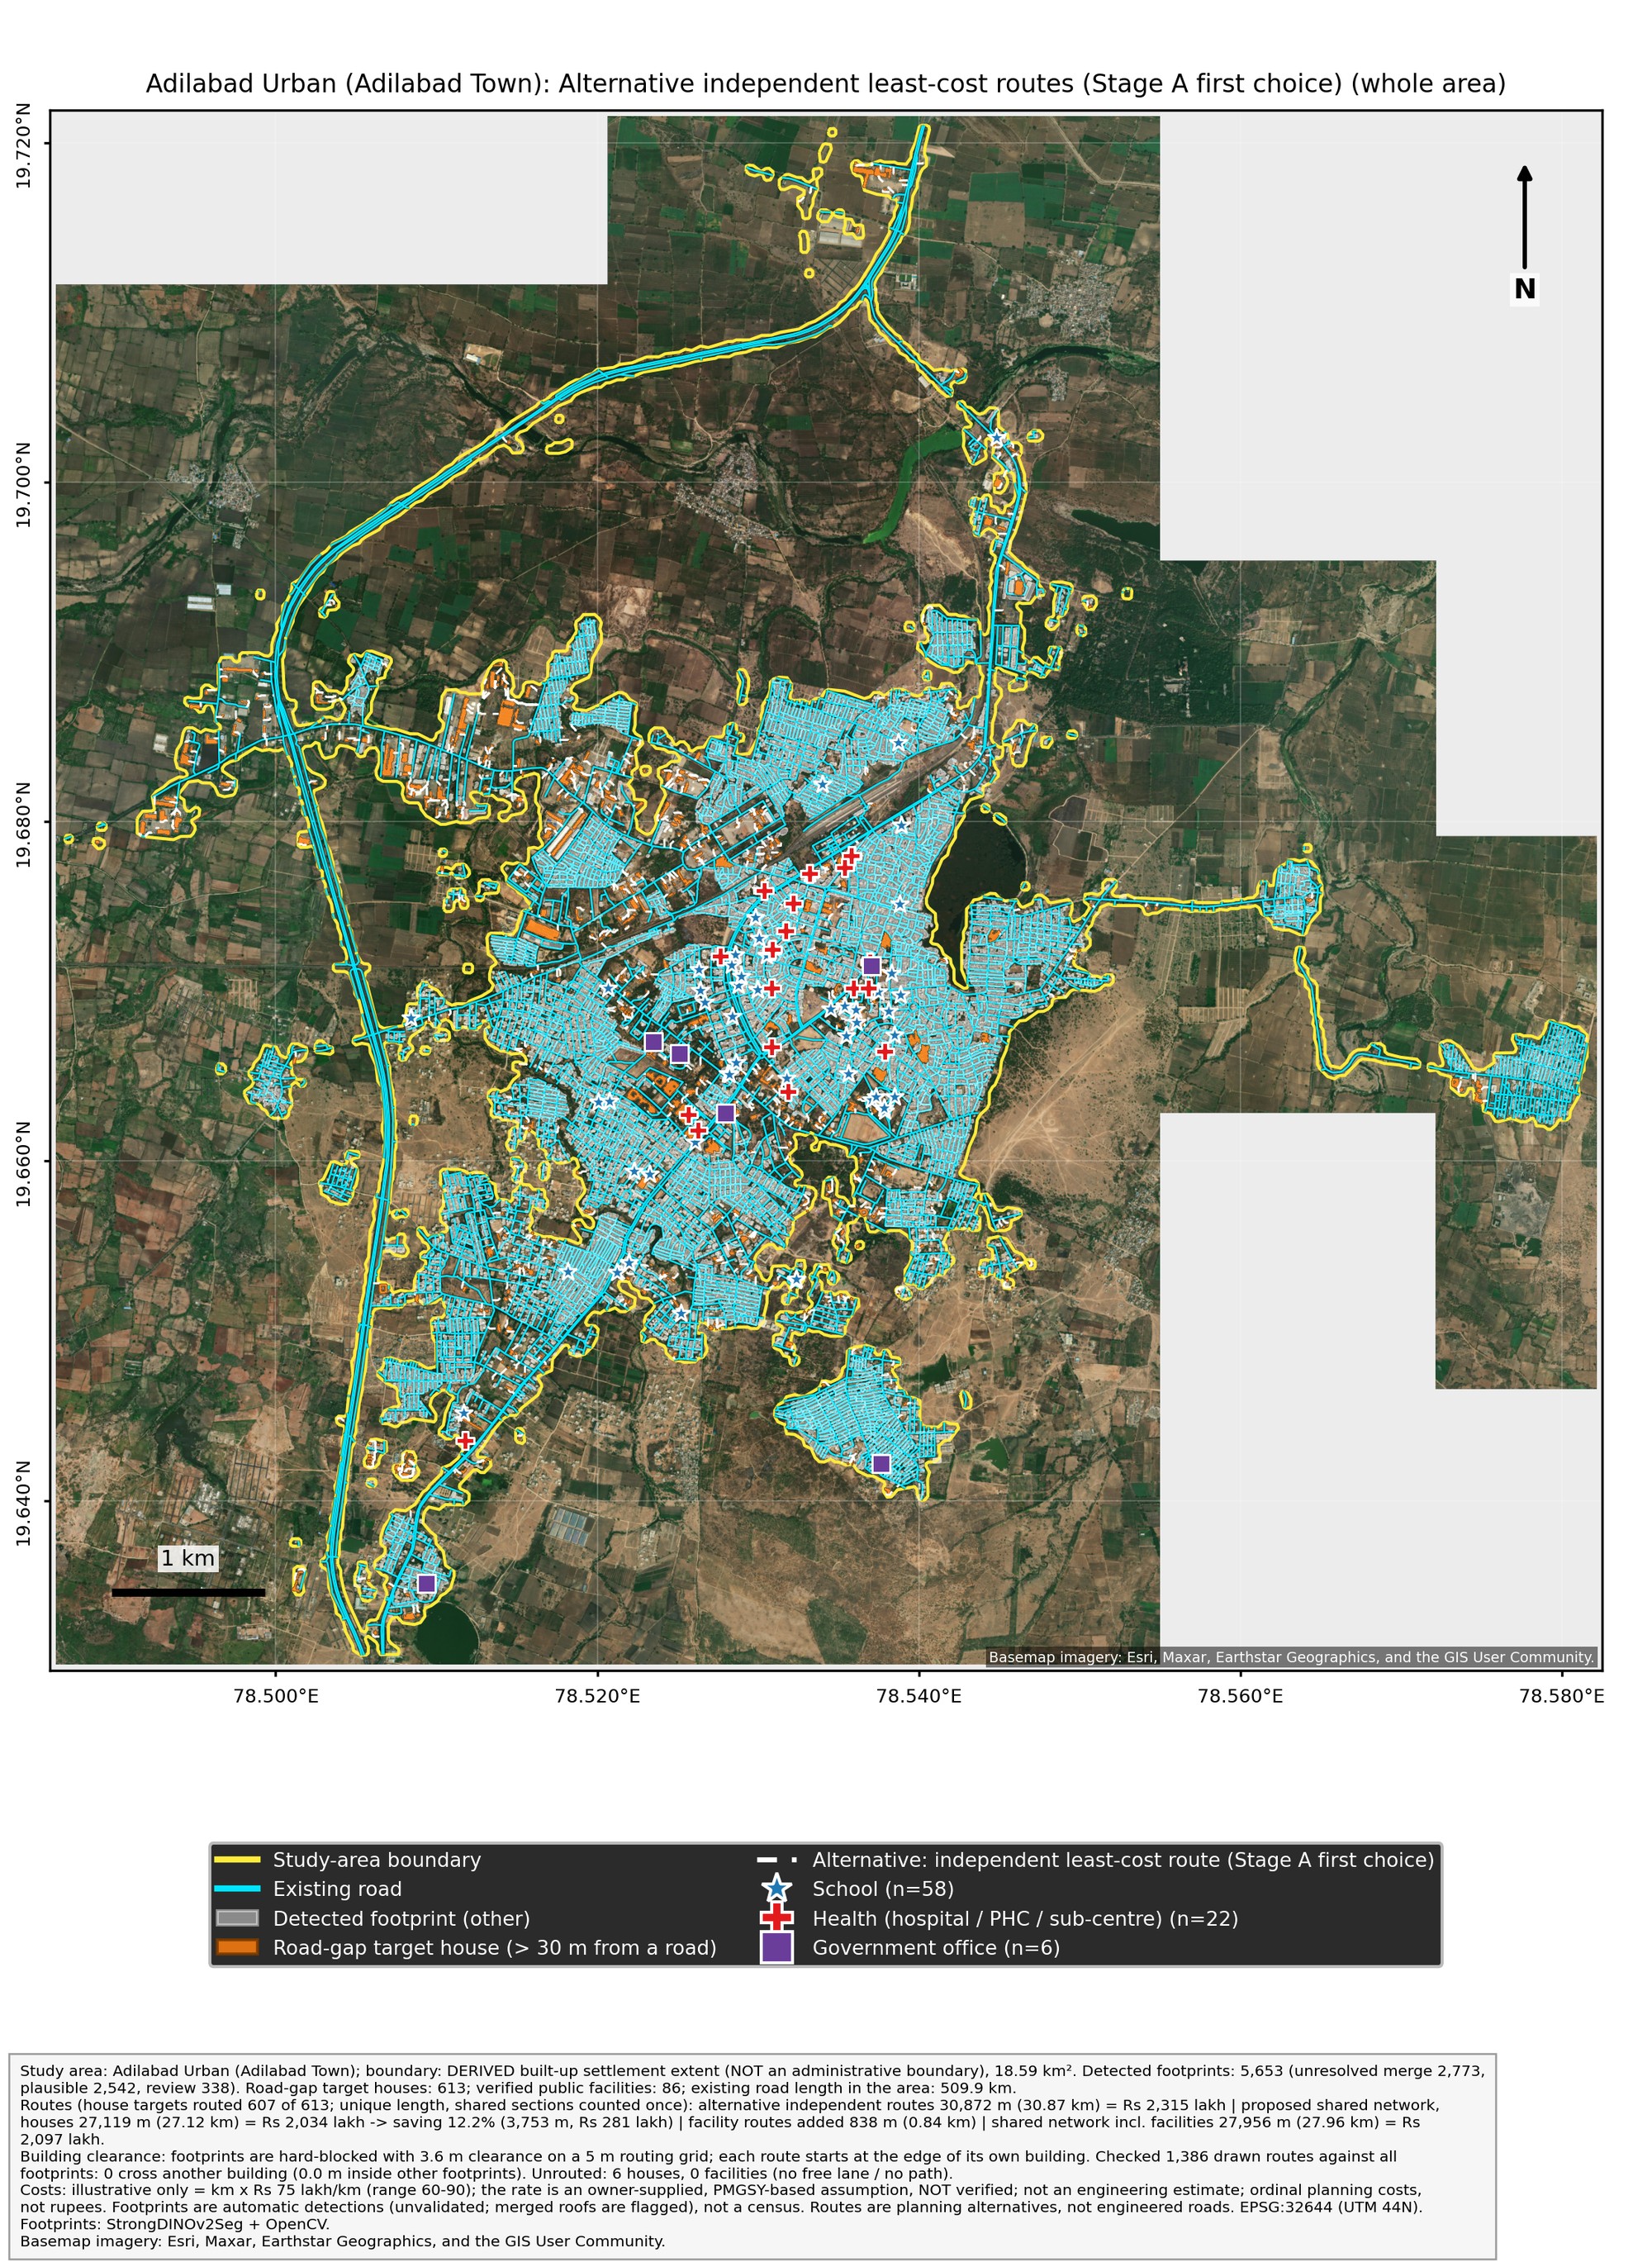 Adilabad Urban (Adilabad Town): Alternative independent least-cost routes (Stage A first choice) (whole area)
19.720°N
N
19.700°N
19.680°N
19.660°N
19.640°N
1 km
Basemap imagery: Esri, Maxar, Earthstar Geographics, and the GIS User Community.
78.500°E 78.520°E 78.540°E 78.560°E 78.580°E
Study-area boundary
Existing road
Detected footprint (other)
Road-gap target house (> 30 m from a road)
Alternative: independent least-cost route (Stage A first choice)
School (n=58)
Health (hospital / PHC / sub-centre) (n=22)
Government office (n=6)
Study area: Adilabad Urban (Adilabad Town); boundary: DERIVED built-up settlement extent (NOT an administrative boundary), 18.59 km². Detected footprints: 5,653 (unresolved merge 2,773,
plausible 2,542, review 338). Road-gap target houses: 613; verified public facilities: 86; existing road length in the area: 509.9 km.
Routes (house targets routed 607 of 613; unique length, shared sections counted once): alternative independent routes 30,872 m (30.87 km) = Rs 2,315 lakh | proposed shared network,
houses 27,119 m (27.12 km) = Rs 2,034 lakh -> saving 12.2% (3,753 m, Rs 281 lakh) | facility routes added 838 m (0.84 km) | shared network incl. facilities 27,956 m (27.96 km) = Rs
2,097 lakh.
Building clearance: footprints are hard-blocked with 3.6 m clearance on a 5 m routing grid; each route starts at the edge of its own building. Checked 1,386 drawn routes against all
footprints: 0 cross another building (0.0 m inside other footprints). Unrouted: 6 houses, 0 facilities (no free lane / no path).
Costs: illustrative only = km x Rs 75 lakh/km (range 60-90); the rate is an owner-supplied, PMGSY-based assumption, NOT verified; not an engineering estimate; ordinal planning costs,
not rupees. Footprints are automatic detections (unvalidated; merged roofs are flagged), not a census. Routes are planning alternatives, not engineered roads. EPSG:32644 (UTM 44N).
Footprints: StrongDINOv2Seg + OpenCV.
Basemap imagery: Esri, Maxar, Earthstar Geographics, and the GIS User Community.